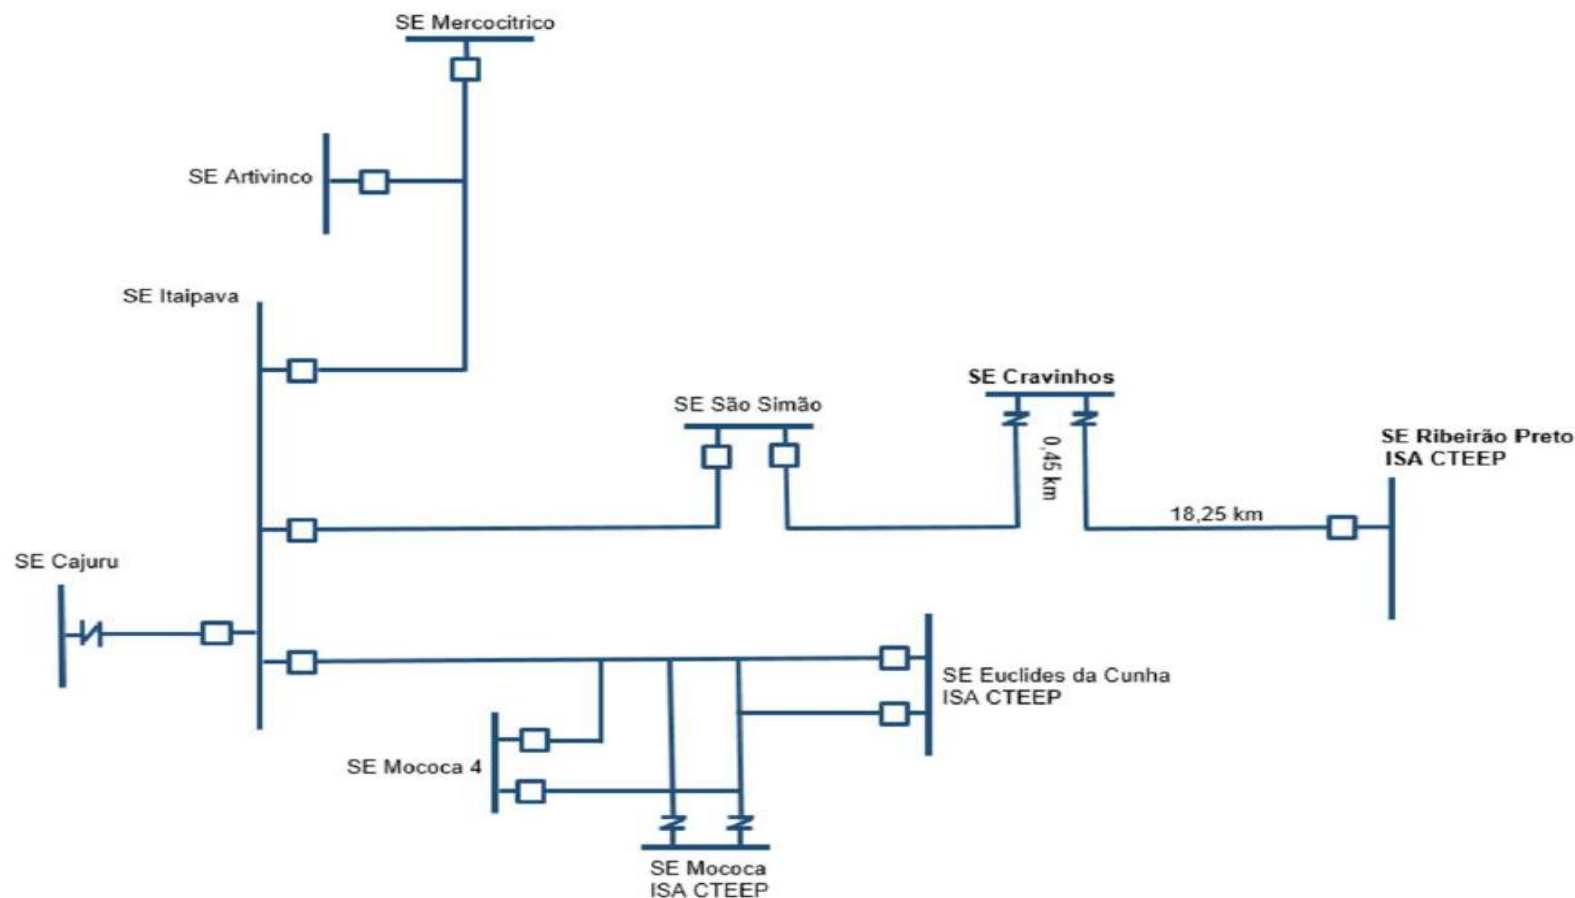 SE Mercocitrico
SE Artivinco
SE Itaipava
SE Cravinhos
SE São Simão
SE Ribeirão Preto
ISA CTEEP
0,45 km
18,25 km
SE Cajuru
SE Euclides da Cunha
ISA CTEEP
SE Mococa 4
SE Mococa
ISA CTEEP